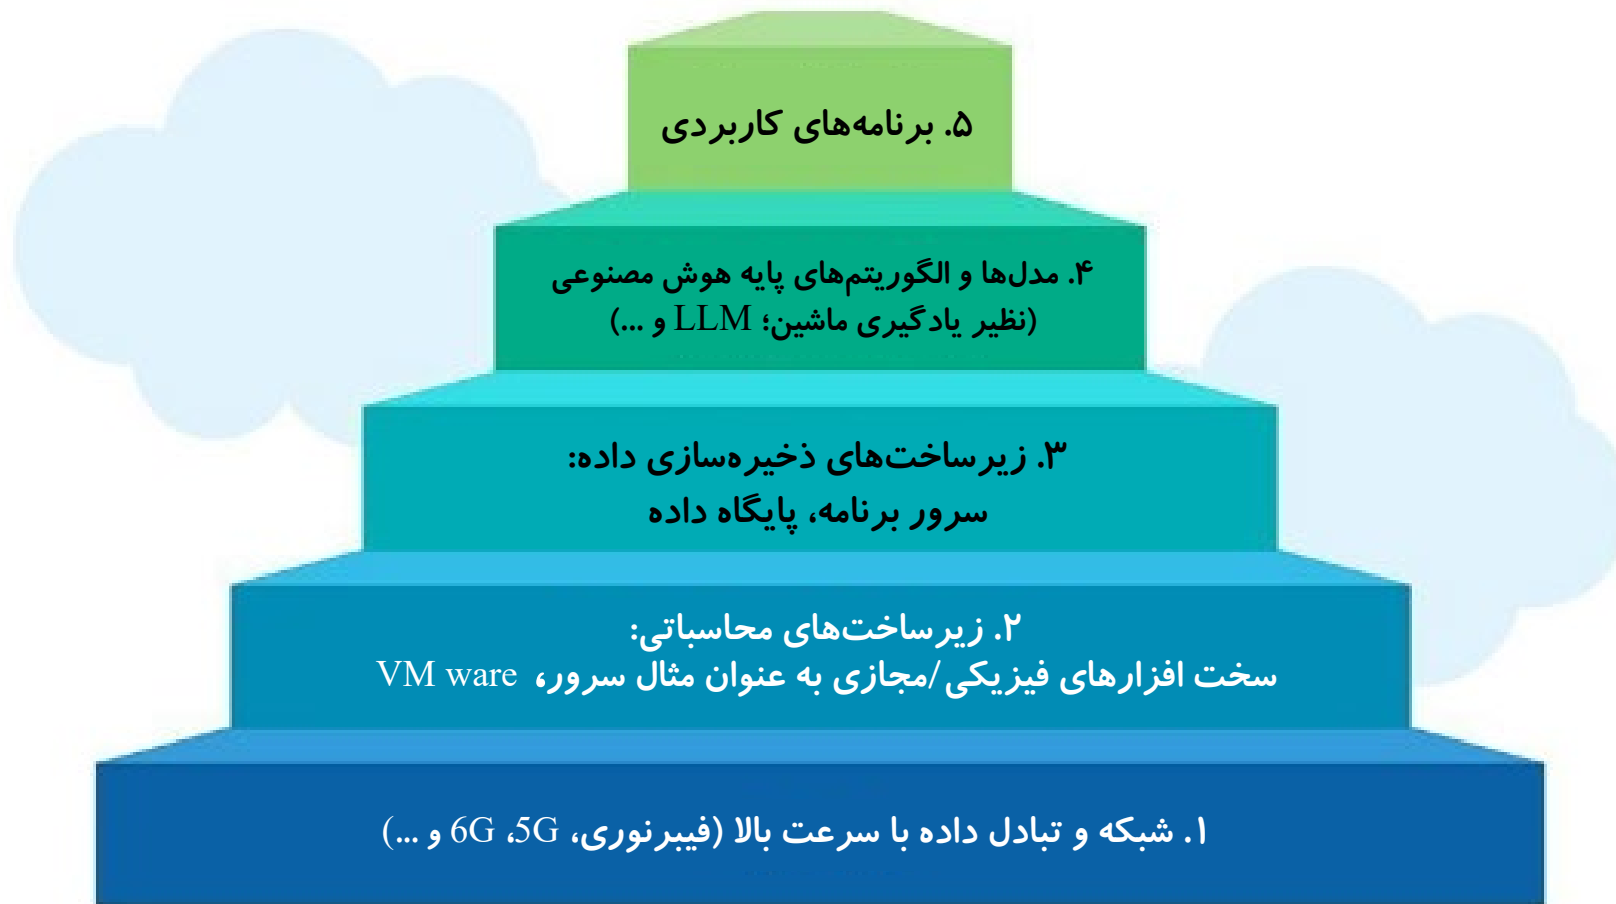 ۵. برنامه‌های کاربردی
۴. مدل‌ها و الگوریتم‌های پایه هوش مصنوعی
(نظیر یادگیری ماشین؛ LLM و ...)
۳. زیرساخت‌های ذخیره‌سازی داده:
سرور برنامه، پایگاه داده
۲. زیرساخت‌های محاسباتی:
سخت افزارهای فیزیکی/مجازی به عنوان مثال سرور، VM ware
۱. شبکه و تبادل داده با سرعت بالا (فیبرنوری، 5G، 6G و ...)